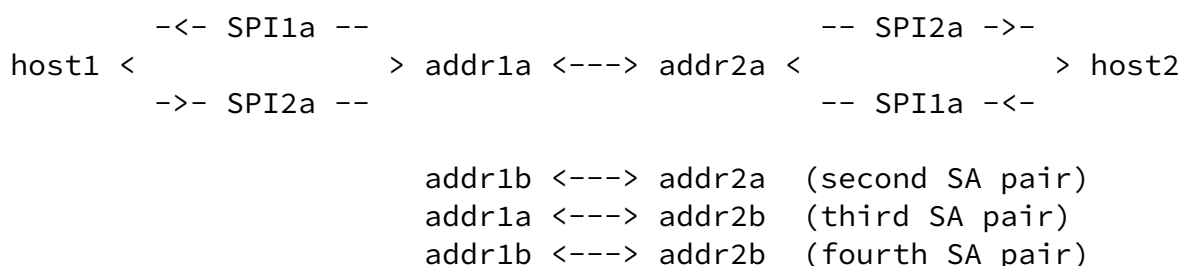 -<- SPI1a -- -- SPI2a ->-
host1 < > addr1a <---> addr2a < > host2
->- SPI2a -- -- SPI1a -<-
addr1b <---> addr2a (second SA pair)
addr1a <---> addr2b (third SA pair)
addr1b <---> addr2b (fourth SA pair)